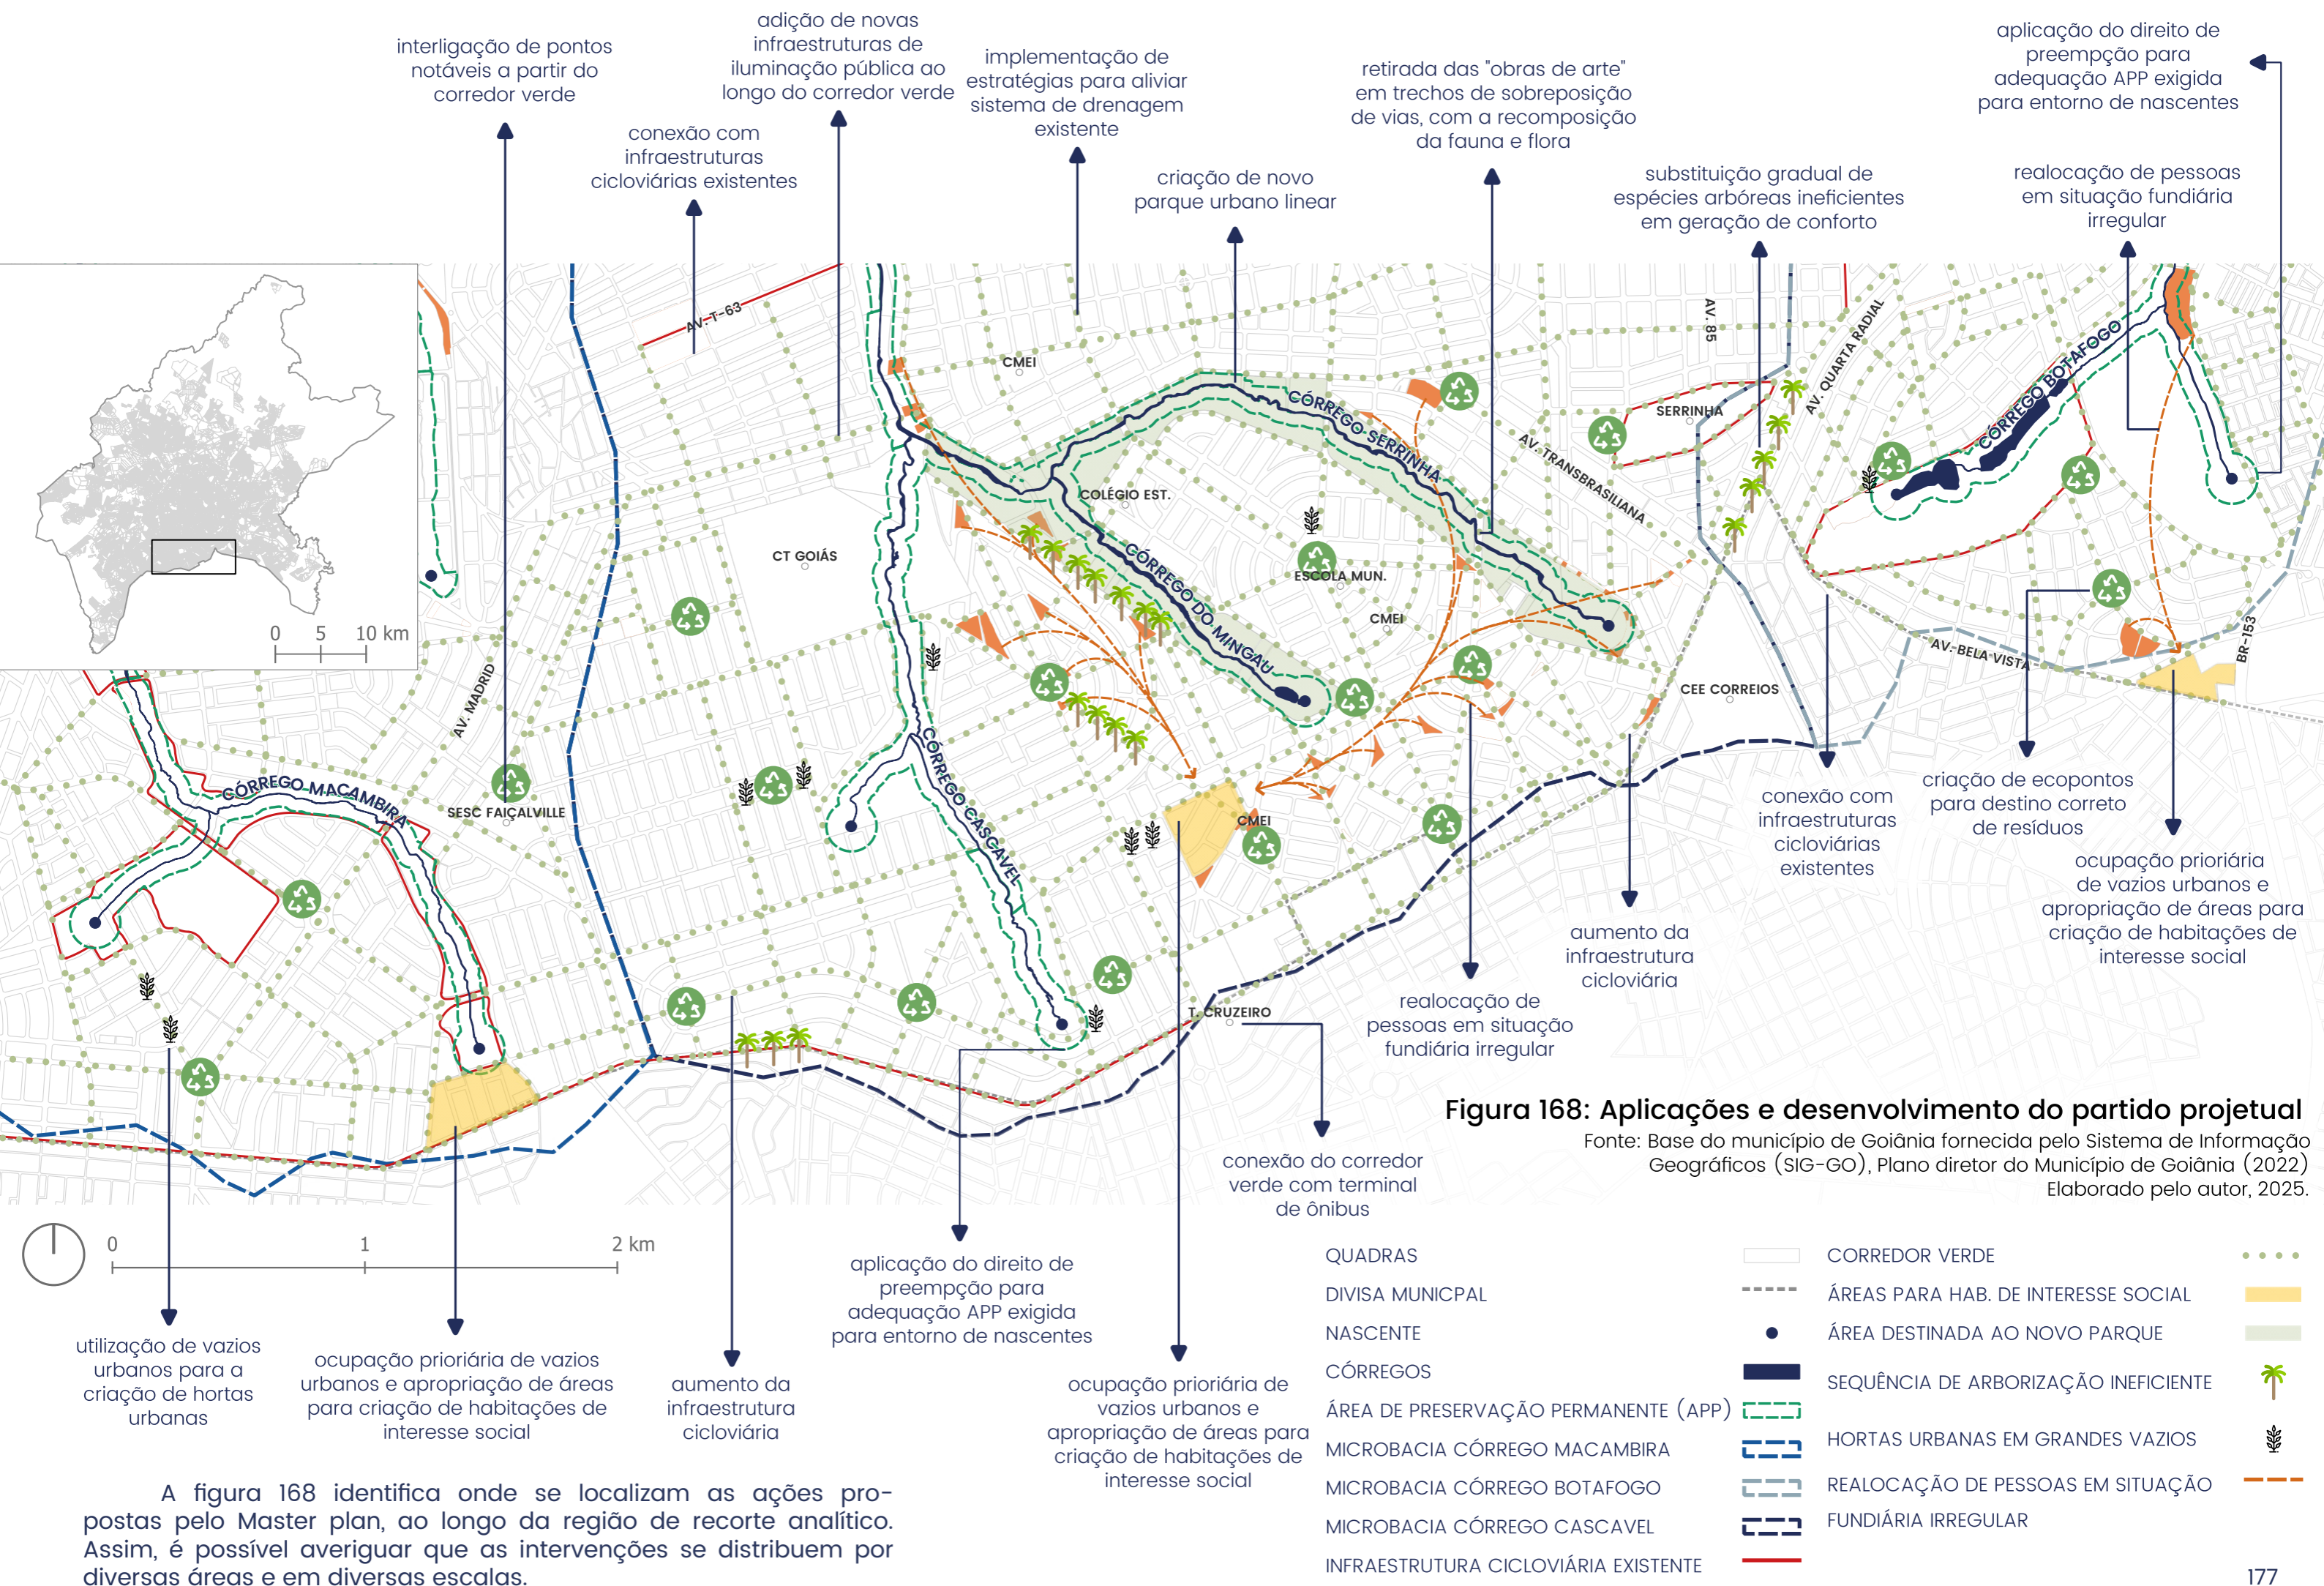 interligação de pontos
notáveis a partir do
corredor verde
conexão com
infraestruturas
cicloviárias existentes
adição de novas
infraestruturas de
iluminação pública ao
longo do corredor verde
implementação de
estratégias para aliviar
sistema de drenagem
existente
criação de novo
parque urbano linear
retirada das "obras de arte"
em trechos de sobreposição
de vias, com a recomposição
da fauna e flora
substituição gradual de
espécies arbóreas ineficientes
em geração de conforto
aplicação do direito de
preempção para
adequação APP exigida
para entorno de nascentes
realocação de pessoas
em situação fundiária
irregular
0 5 10 km
AV. T-63
CMEI
AV. 85
AV. QUARTA RADIAL
SERRINHA
CÓRREGO BOTAFOGO
CÓRREGO SERRINHA
AV. TRANSBRASILIANA
COLÉGIO EST.
CT GOIÁS
CÓRREGO DO MINGAU
ESCOLA MUN.
CMEI
AV. BELA VISTA
BR-153
CEE CORREIOS
AV. MADRID
CÓRREGO MACAMBIRA
SESC FAIÇALVILLE
CÓRREGO CASCAVEL
CMEI
T. CRUZEIRO
conexão com
infraestruturas
cicloviárias
existentes
criação de ecopontos
para destino correto
de resíduos
ocupação prioriária
de vazios urbanos e
apropriação de áreas para
criação de habitações de
interesse social
aumento da
infraestrutura
cicloviária
realocação de
pessoas em situação
fundiária irregular
conexão do corredor
verde com terminal
de ônibus
Figura 168: Aplicações e desenvolvimento do partido projetual
Fonte: Base do município de Goiânia fornecida pelo Sistema de Informação
Geográficos (SIG-GO), Plano diretor do Município de Goiânia (2022)
Elaborado pelo autor, 2025.
0 1 2 km
utilização de vazios
urbanos para a
criação de hortas
urbanas
ocupação prioriária de vazios
urbanos e apropriação de áreas
para criação de habitações de
interesse social
aumento da
infraestrutura
cicloviária
aplicação do direito de
preempção para
adequação APP exigida
para entorno de nascentes
ocupação prioriária de
vazios urbanos e
apropriação de áreas para
criação de habitações de
interesse social
QUADRAS
DIVISA MUNICPAL
NASCENTE
CÓRREGOS
ÁREA DE PRESERVAÇÃO PERMANENTE (APP)
MICROBACIA CÓRREGO MACAMBIRA
MICROBACIA CÓRREGO BOTAFOGO
MICROBACIA CÓRREGO CASCAVEL
INFRAESTRUTURA CICLOVIÁRIA EXISTENTE
CORREDOR VERDE
ÁREAS PARA HAB. DE INTERESSE SOCIAL
ÁREA DESTINADA AO NOVO PARQUE
SEQUÊNCIA DE ARBORIZAÇÃO INEFICIENTE
HORTAS URBANAS EM GRANDES VAZIOS
REALOCAÇÃO DE PESSOAS EM SITUAÇÃO
FUNDIÁRIA IRREGULAR
A figura 168 identifica onde se localizam as ações pro-
postas pelo Master plan, ao longo da região de recorte analítico.
Assim, é possível averiguar que as intervenções se distribuem por
diversas áreas e em diversas escalas.
177